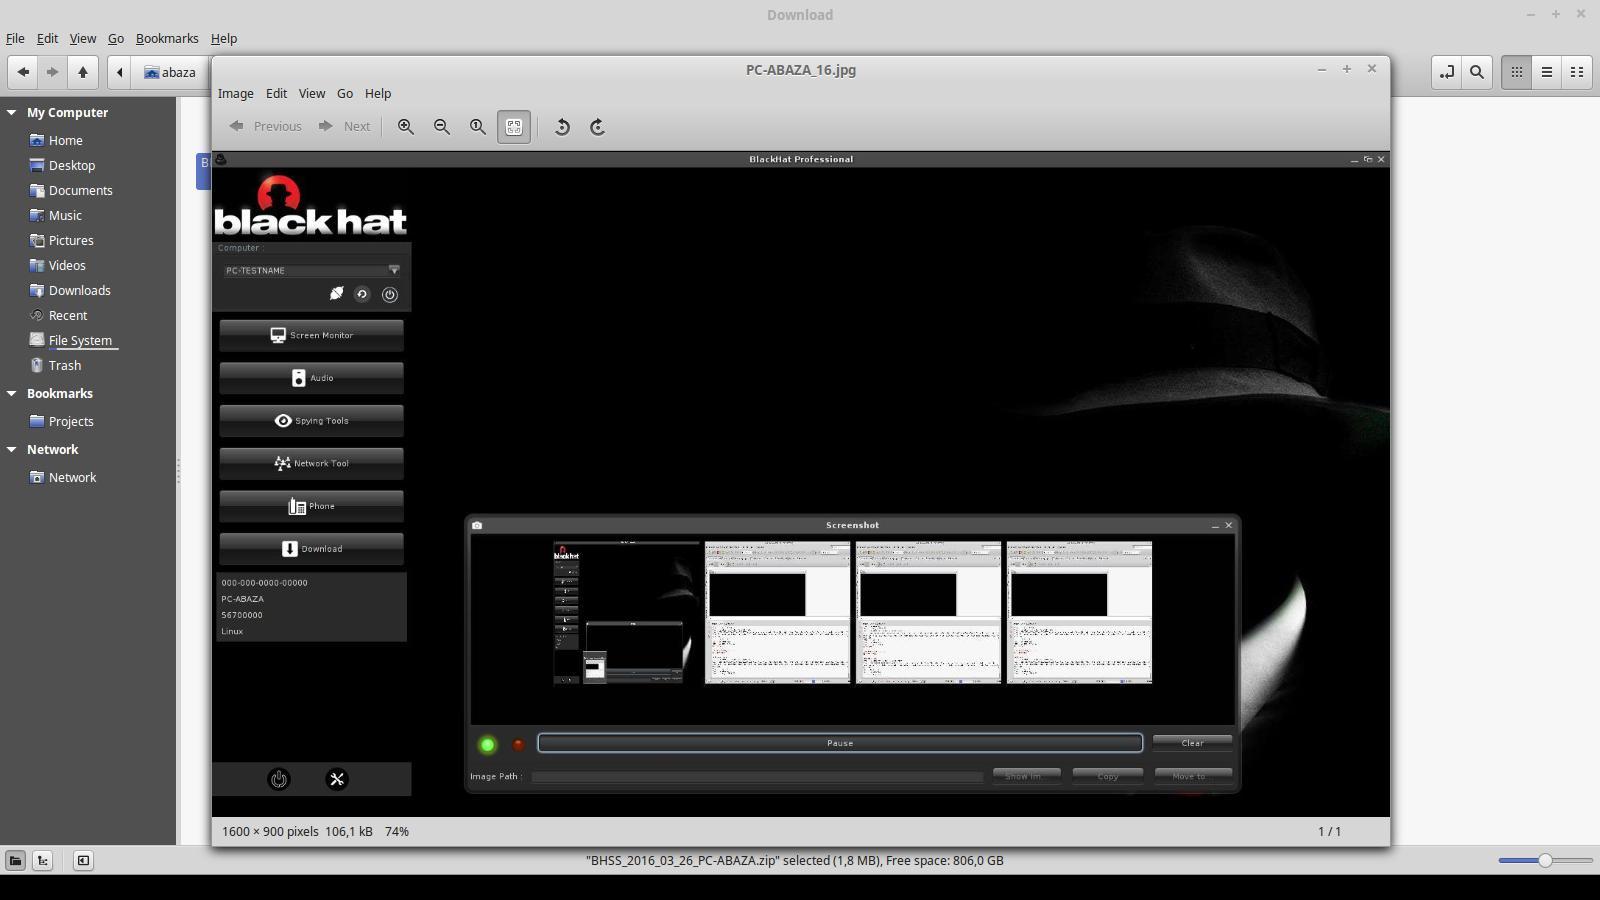 Download
File Edit View Go Bookmarks Help
abaza
My Computer
Home
Desktop
Documents
Music
Pictures
Videos
Downloads
Recent
File System
Trash
Bookmarks
Projects
Network
Network
B
PC-ABAZA_16.jpg
Image Edit View Go Help
Previous Next
BlackHat Professional
black hat
Computer :
PC-TESTNAME
Screen Monitor
Audio
Spying Tools
Network Tool
Phone
Download
000-000-0000-00000
PC-ABAZA
56700000
Linux
Screenshot
blackhat
Pause
Clear
Image Path :
Show Im...
Copy
Move to...
1600 × 900 pixels 106,1 kB 74%
1 / 1
"BHSS_2016_03_26_PC-ABAZA.zip" selected (1,8 MB), Free space: 806,0 GB